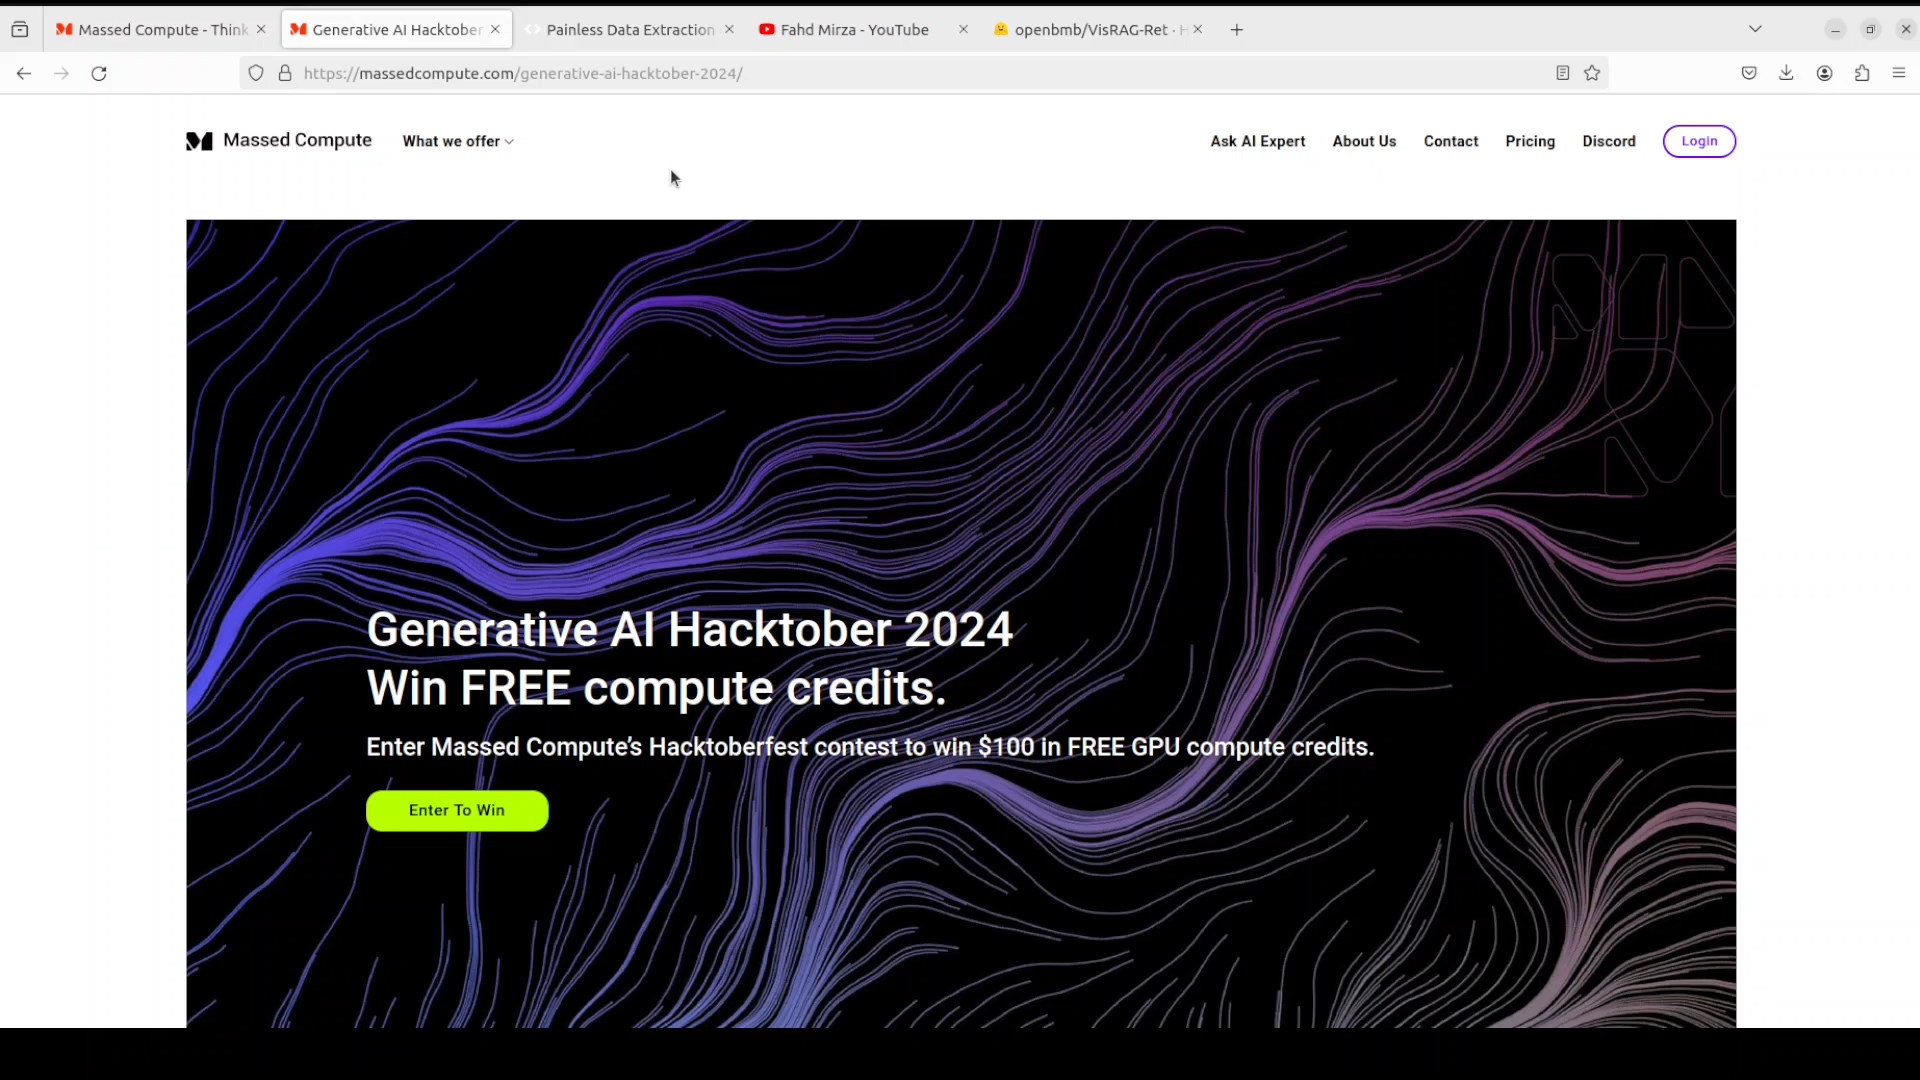 Massed Compute - Think
Generative AI Hacktober
Painless Data Extraction
Fahd Mirza - YouTube
openbmb/VisRAG-Ret · H
https://massedcompute.com/generative-ai-hacktober-2024/
Massed Compute
What we offer
Ask AI Expert
About Us
Contact
Pricing
Discord
Login
Generative AI Hacktober 2024
Win FREE compute credits.
Enter Massed Compute’s Hacktoberfest contest to win $100 in FREE GPU compute credits.
Enter To Win